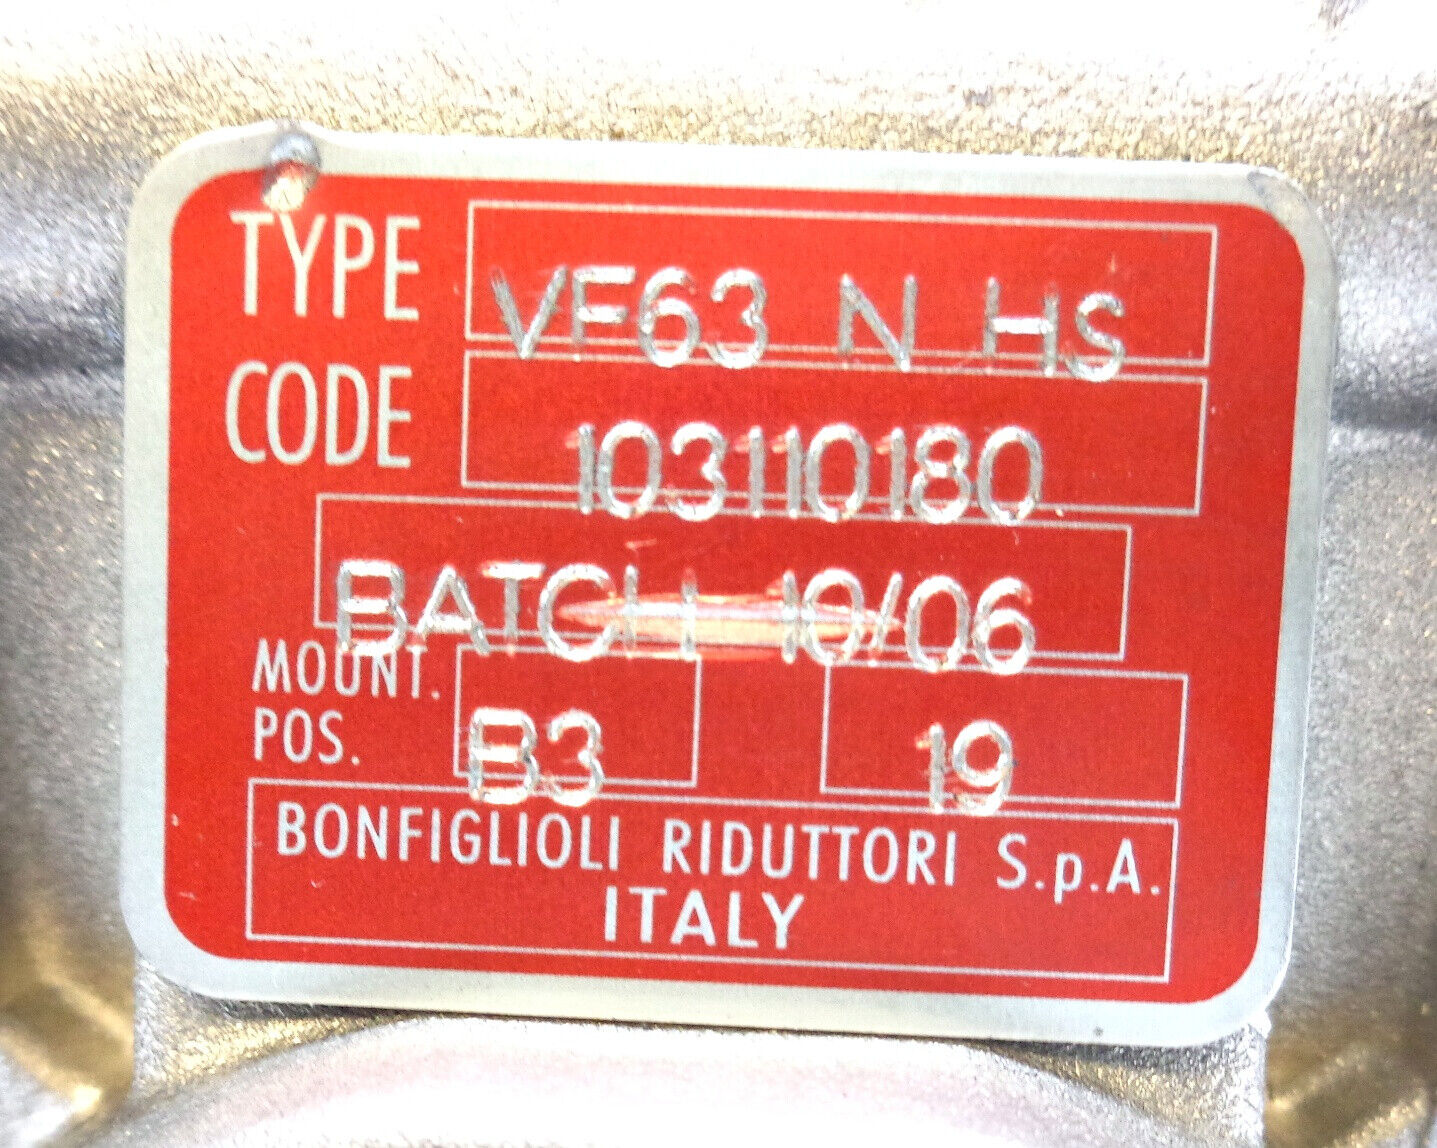 TYPE VF63 N HS
CODE 103110180
BATCH 10/06
MOUNT. POS. B3 19
BONFIGLIOLI RIDUTTORI S.p.A.
ITALY